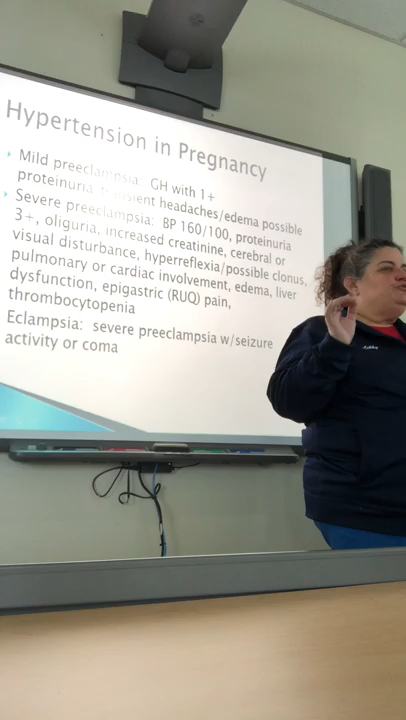 Hypertension in Pregnancy
Mild preeclampsia: GH with 1+
proteinuria transient headaches/edema possible
Severe preeclampsia: BP 160/100, proteinuria
3+, oliguria, increased creatinine, cerebral or
visual disturbance, hyperreflexia/possible clonus,
pulmonary or cardiac involvement, edema, liver
dysfunction, epigastric (RUQ) pain,
thrombocytopenia
Eclampsia: severe preeclampsia w/seizure
activity or coma